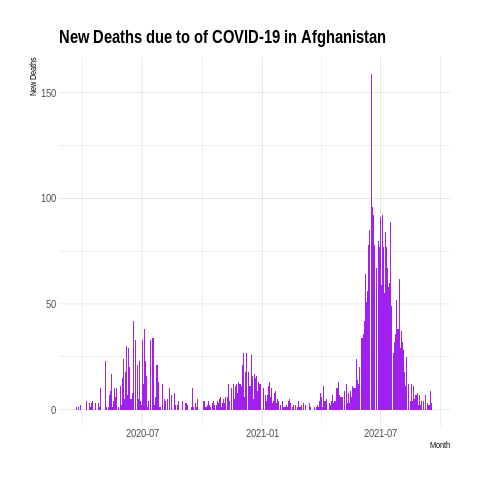 New Deaths due to of COVID-19 in Afghanistan
New Deaths
150
100
50
0
2020-07 2021-01 2021-07
Month